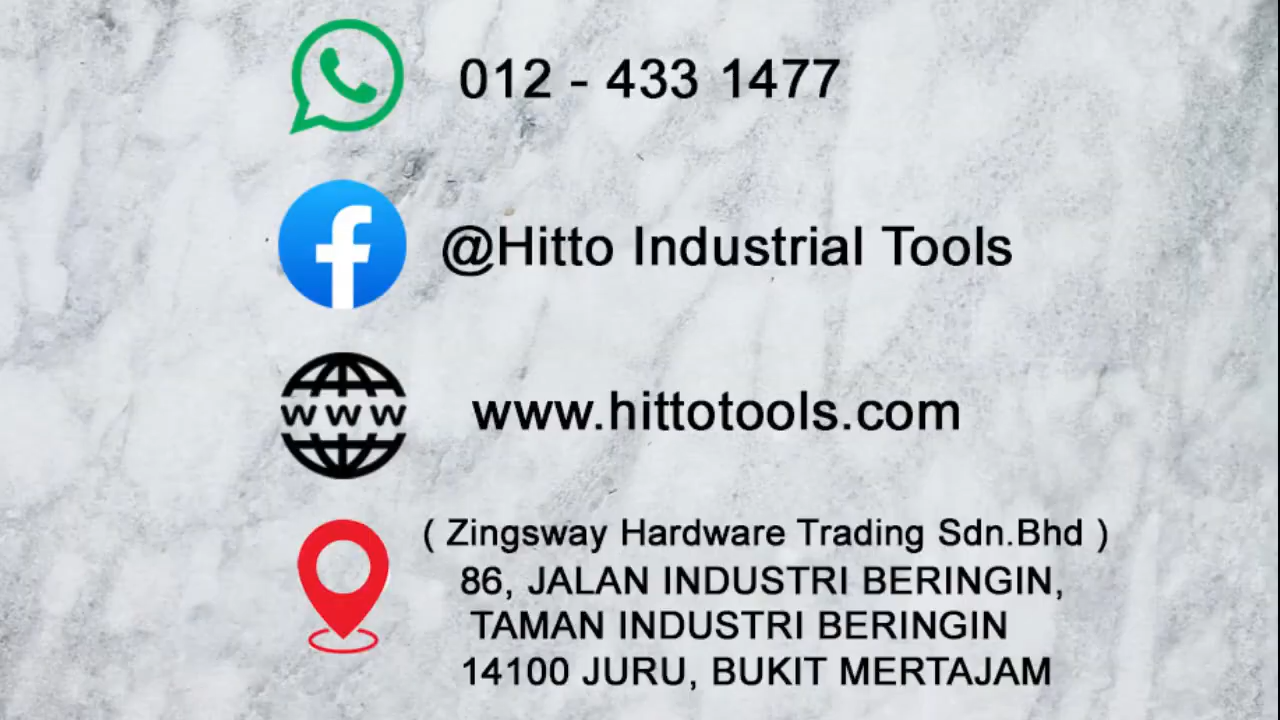 012 - 433 1477
@Hitto Industrial Tools
WWW
www.hittotools.com
( Zingsway Hardware Trading Sdn.Bhd )
86, JALAN INDUSTRI BERINGIN,
TAMAN INDUSTRI BERINGIN
14100 JURU, BUKIT MERTAJAM